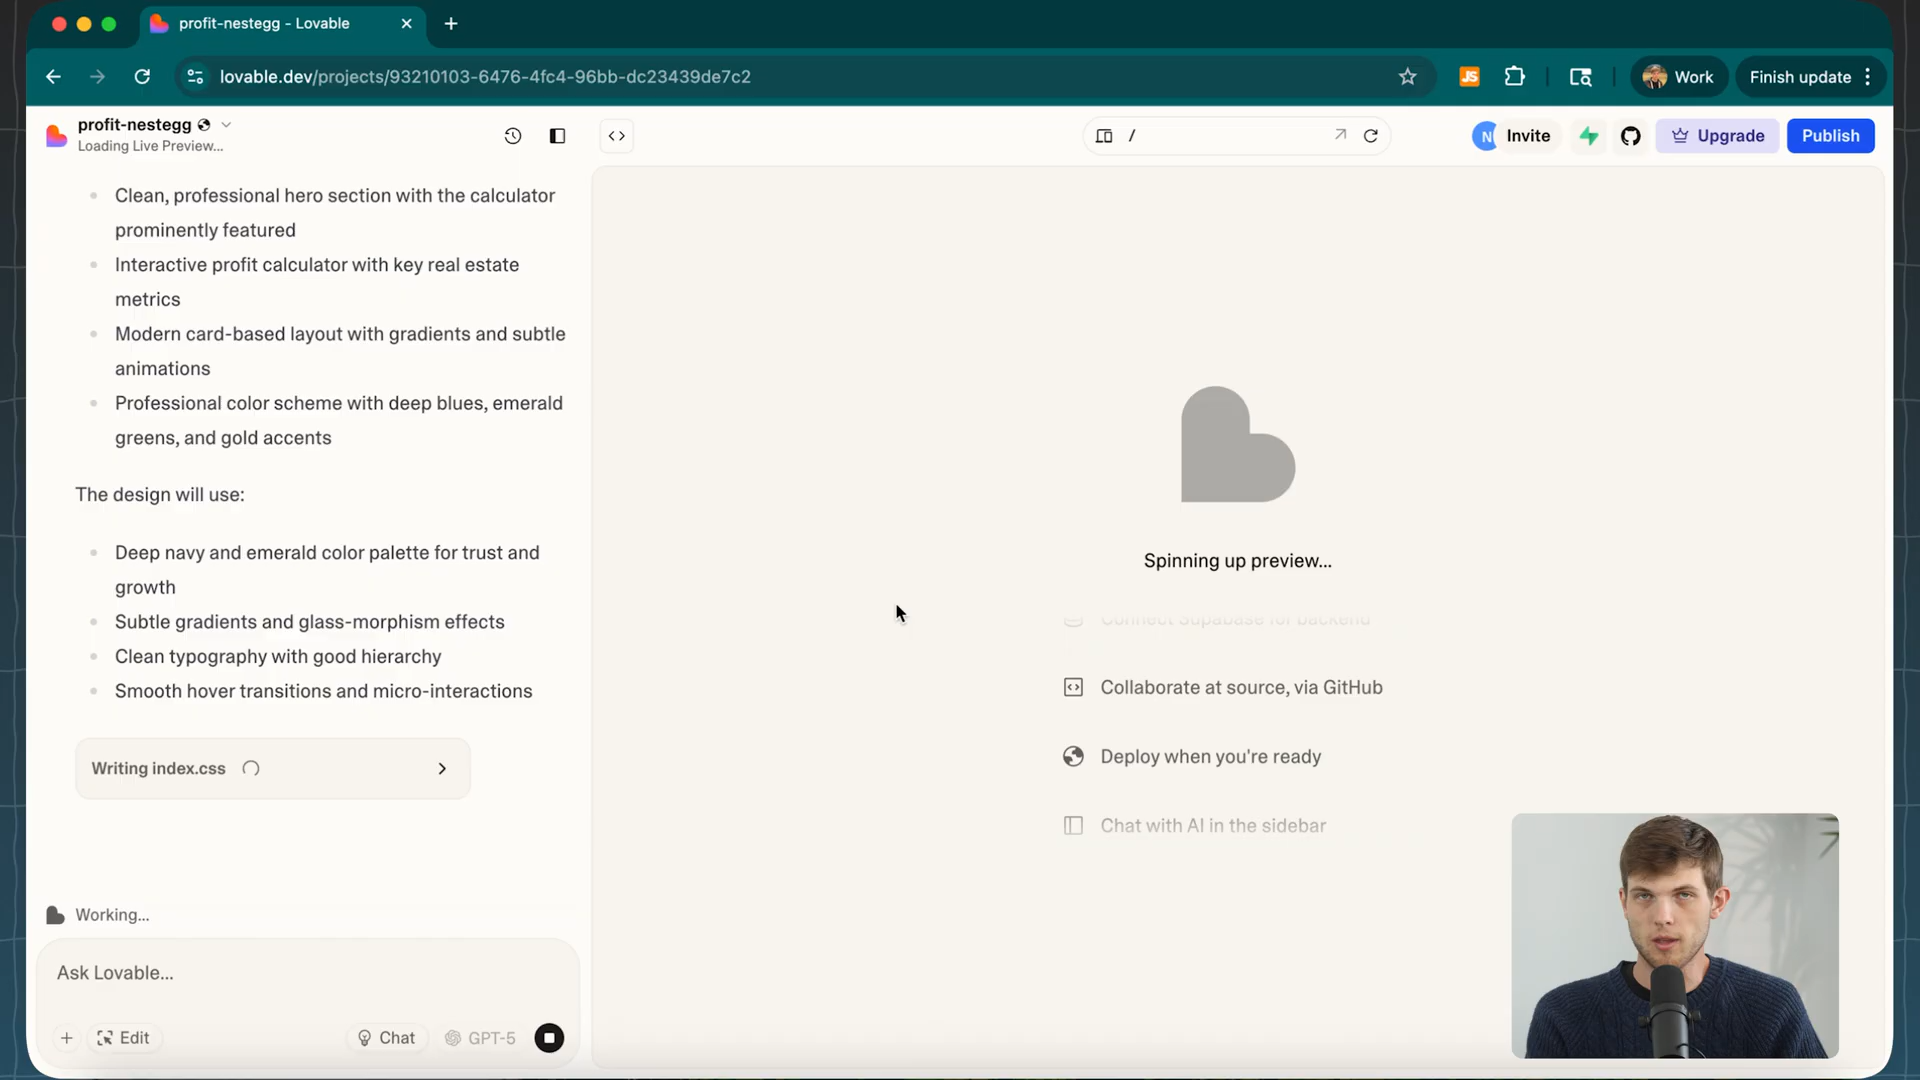 profit-nestegg - Lovable
lovable.dev/projects/93210103-6476-4fc4-96bb-dc23439de7c2
JS
Work
Finish update
profit-nestegg
Loading Live Preview...
/
N
Invite
Upgrade
Publish
Clean, professional hero section with the calculator
prominently featured
Interactive profit calculator with key real estate
metrics
Modern card-based layout with gradients and subtle
animations
Professional color scheme with deep blues, emerald
greens, and gold accents
The design will use:
Deep navy and emerald color palette for trust and
growth
Subtle gradients and glass-morphism effects
Clean typography with good hierarchy
Smooth hover transitions and micro-interactions
Writing index.css
Working...
Ask Lovable...
Edit
Chat
GPT-5
Spinning up preview...
Connect Supabase for backend
Collaborate at source, via GitHub
Deploy when you're ready
Chat with AI in the sidebar